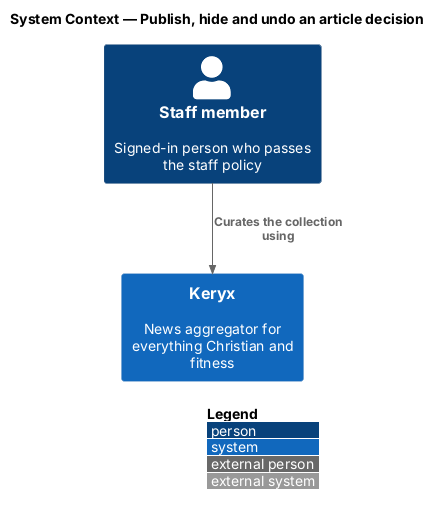 System Context — Publish, hide and undo an article decision
Staff member
Signed-in person who passes
the staff policy
Curates the collection
using
Keryx
News aggregator for
everything Christian and
fitness
Legend
person
system
external person
external system